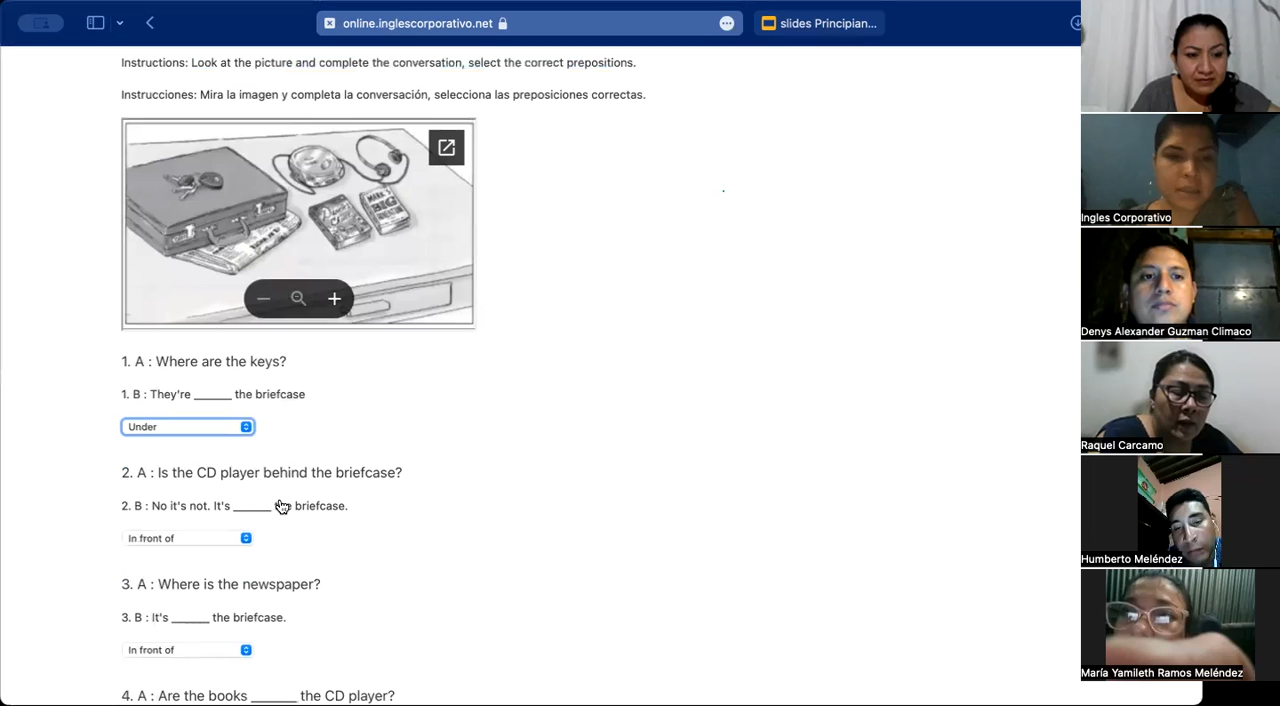 online.inglescorporativo.net
slides Principian...
Instructions: Look at the picture and complete the conversation, select the correct prepositions.
Instrucciones: Mira la imagen y completa la conversación, selecciona las preposiciones correctas.
1. A : Where are the keys?
1. B : They're ______ the briefcase
Under
2. A : Is the CD player behind the briefcase?
2. B : No it's not. It's ______ the briefcase.
In front of
3. A : Where is the newspaper?
3. B : It's ______ the briefcase.
In front of
4. A : Are the books ______ the CD player?
Ingles Corporativo
Denys Alexander Guzman Climaco
Raquel Carcamo
Humberto Meléndez
María Yamileth Ramos Meléndez